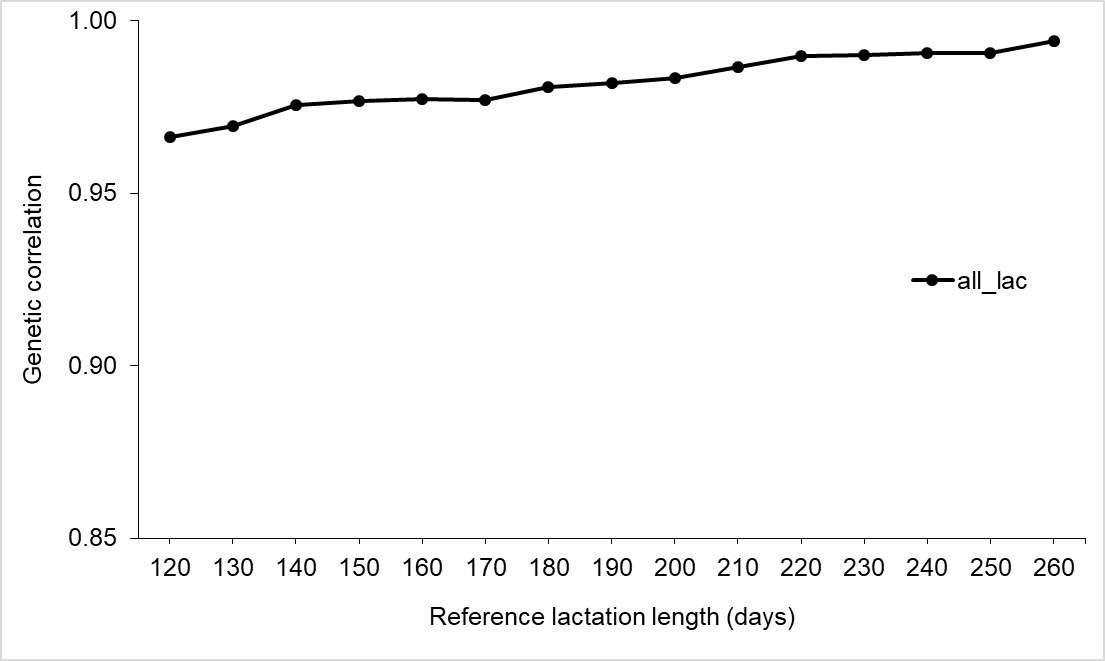 1.00
0.95
0.90
0.85
Genetic correlation
all_lac
120 130 140 150 160 170 180 190 200 210 220 230 240 250 260
Reference lactation length (days)